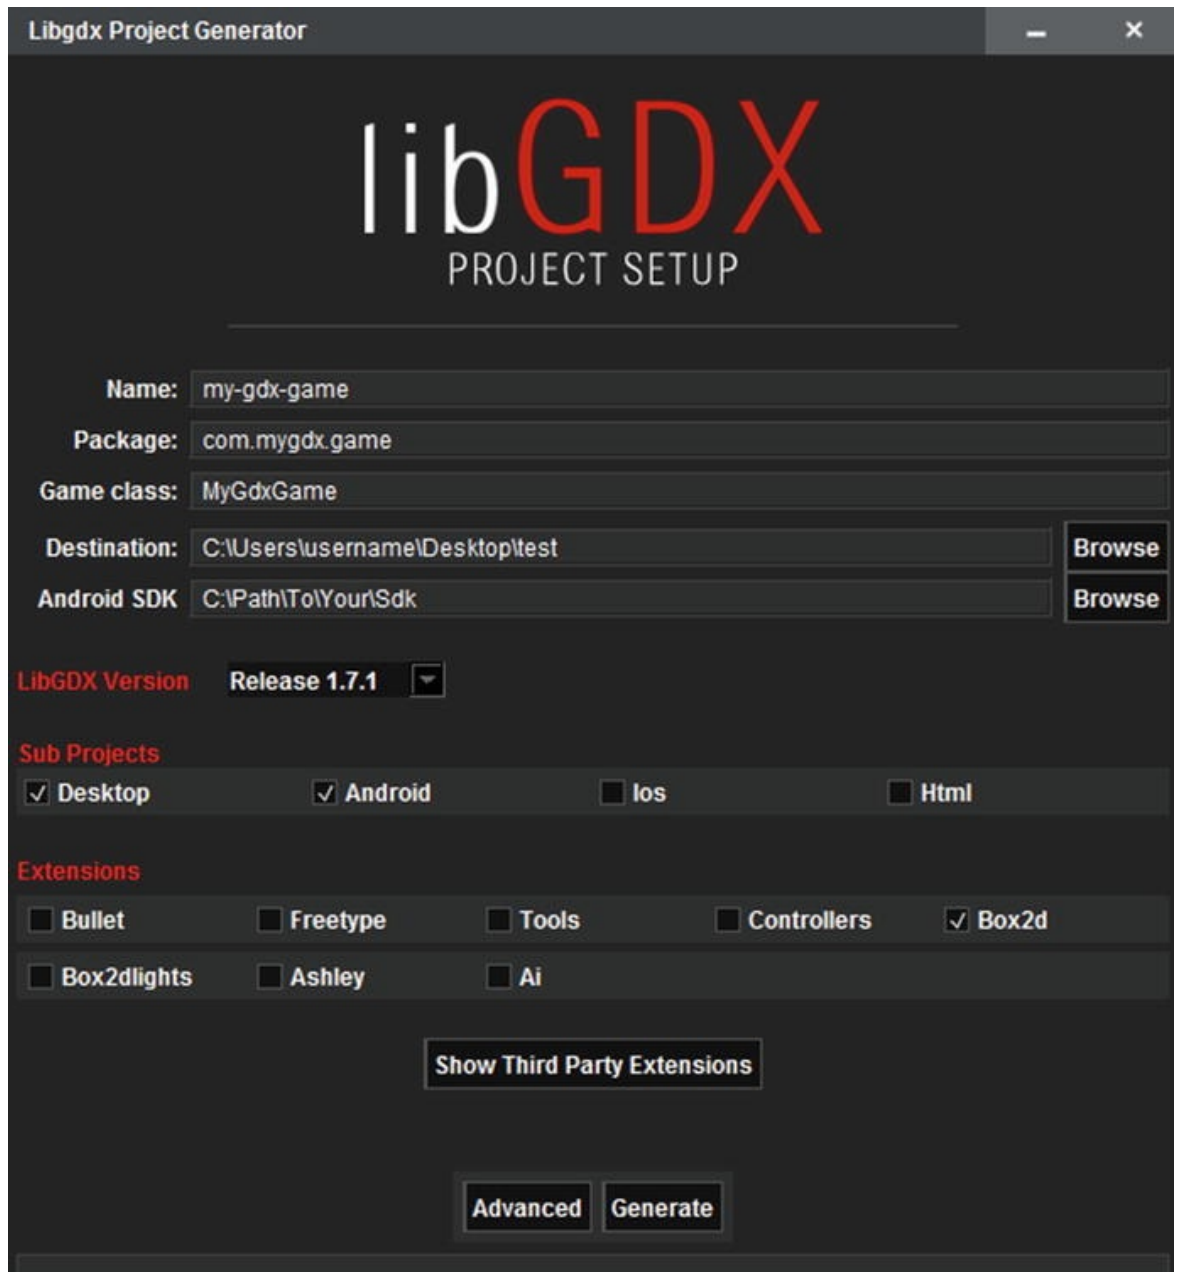 Libgdx Project Generator
libGDX
PROJECT SETUP
Name: my-gdx-game
Package: com.mygdx.game
Game class: MyGdxGame
Destination: C:\Users\username\Desktop\test Browse
Android SDK C:\Path\To\Your\Sdk Browse
LibGDX Version Release 1.7.1
Sub Projects
Desktop Android Ios Html
Extensions
Bullet Freetype Tools Controllers Box2d
Box2dlights Ashley Ai
Show Third Party Extensions
Advanced Generate